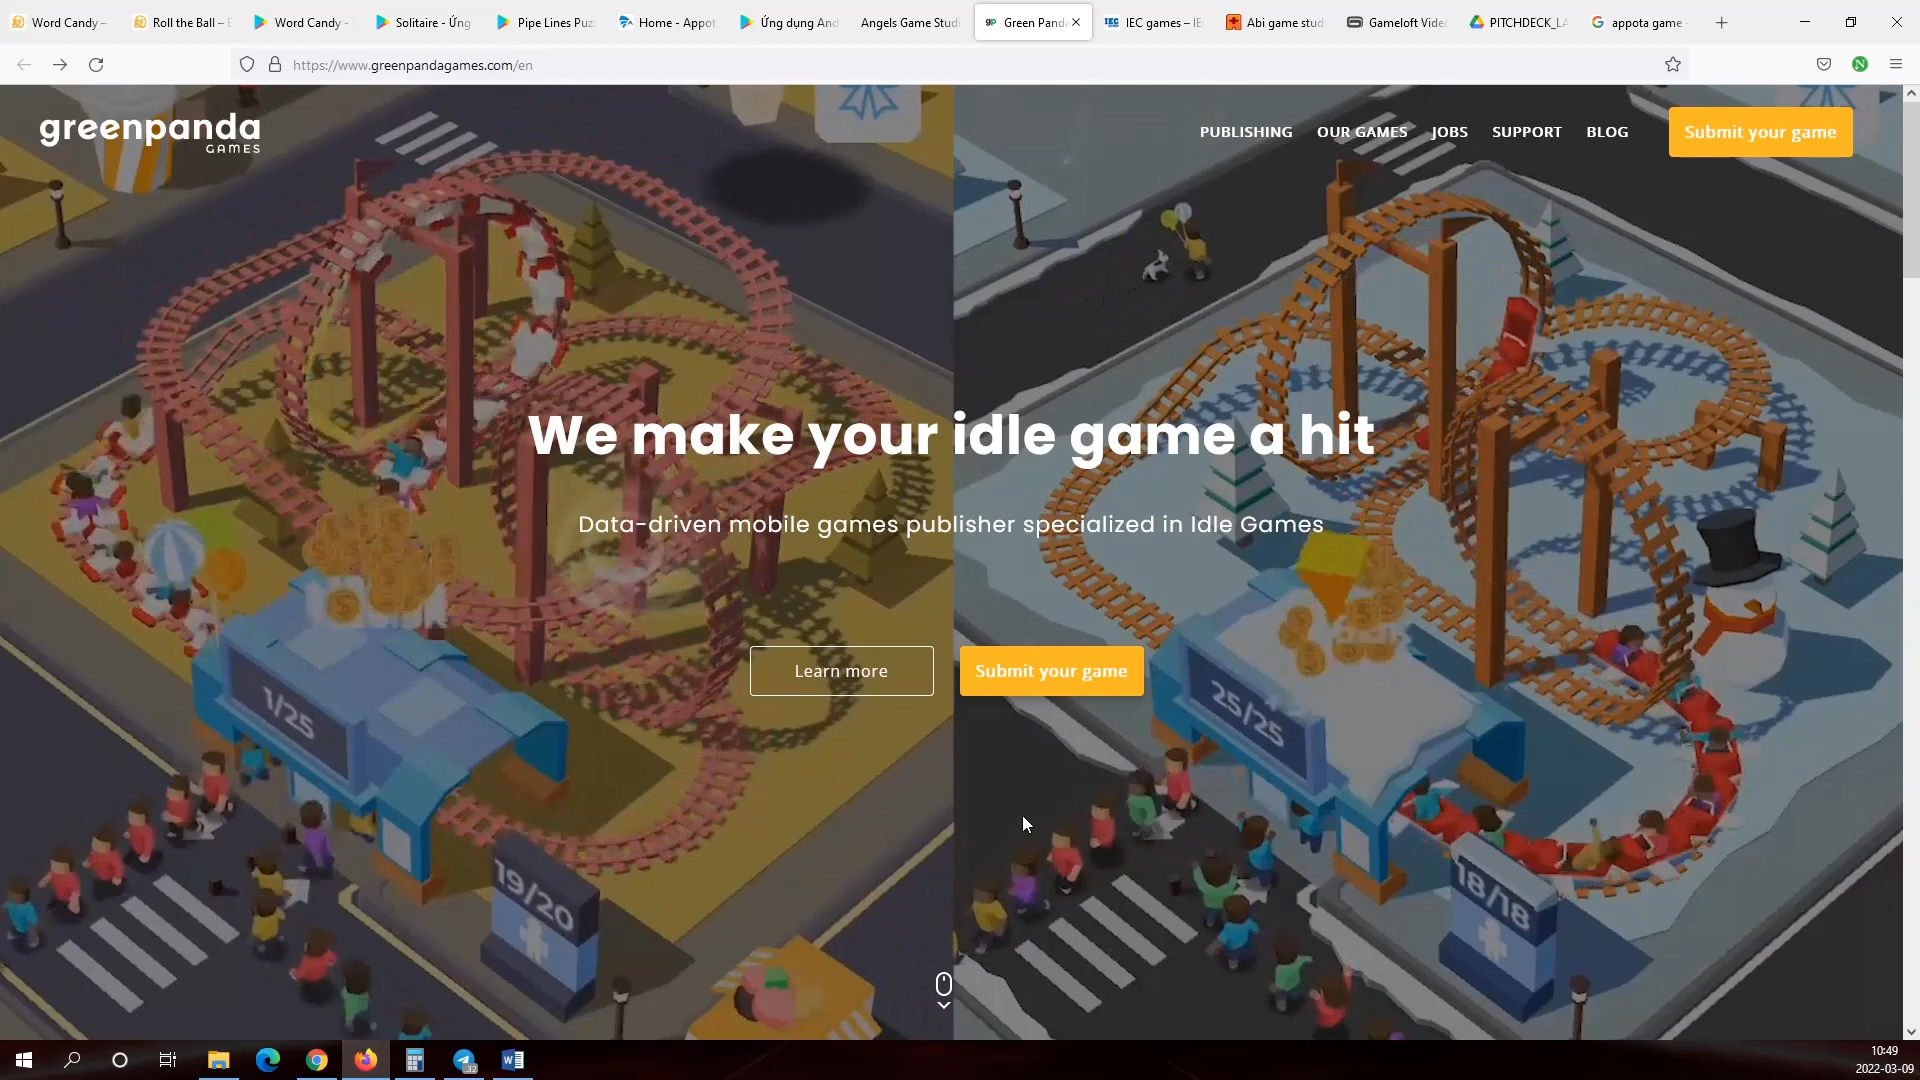 Word Candy –
Roll the Ball –
Word Candy -
Solitaire - Ứng
Pipe Lines Puz
Home - Appot
Ứng dụng And
Angels Game Stud
Green Panda
IEC games – IE
Abi game stud
Gameloft Vide
PITCHDECK_LA
appota game -
https://www.greenpandagames.com/en
greenpanda
GAMES
PUBLISHING
OUR GAMES
JOBS
SUPPORT
BLOG
Submit your game
We make your idle game a hit
Data-driven mobile games publisher specialized in Idle Games
Learn more
Submit your game
1/25
25/25
19/20
18/18
32
10:49
2022-03-09